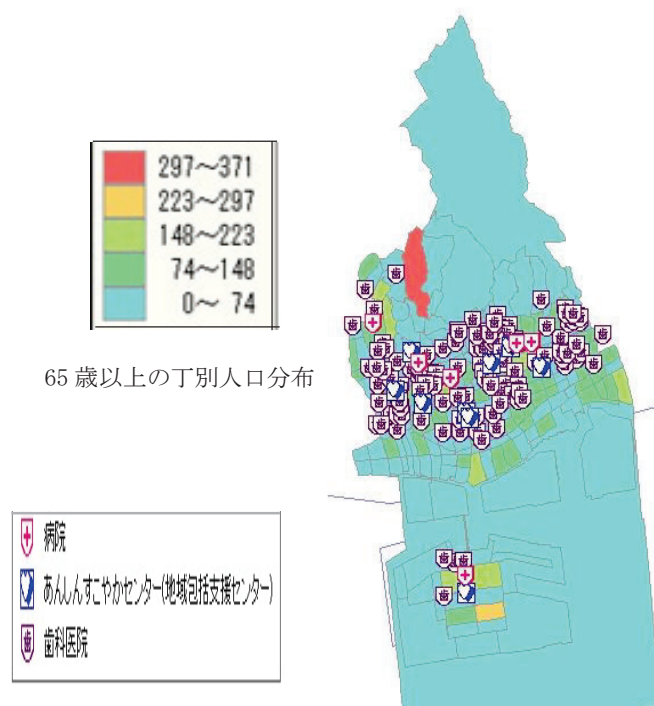 297～371
223～297
148～223
74～148
0～ 74
65 歳以上の丁別人口分布
病院
あんしんすこやかセンター(地域包括支援センター)
歯科医院